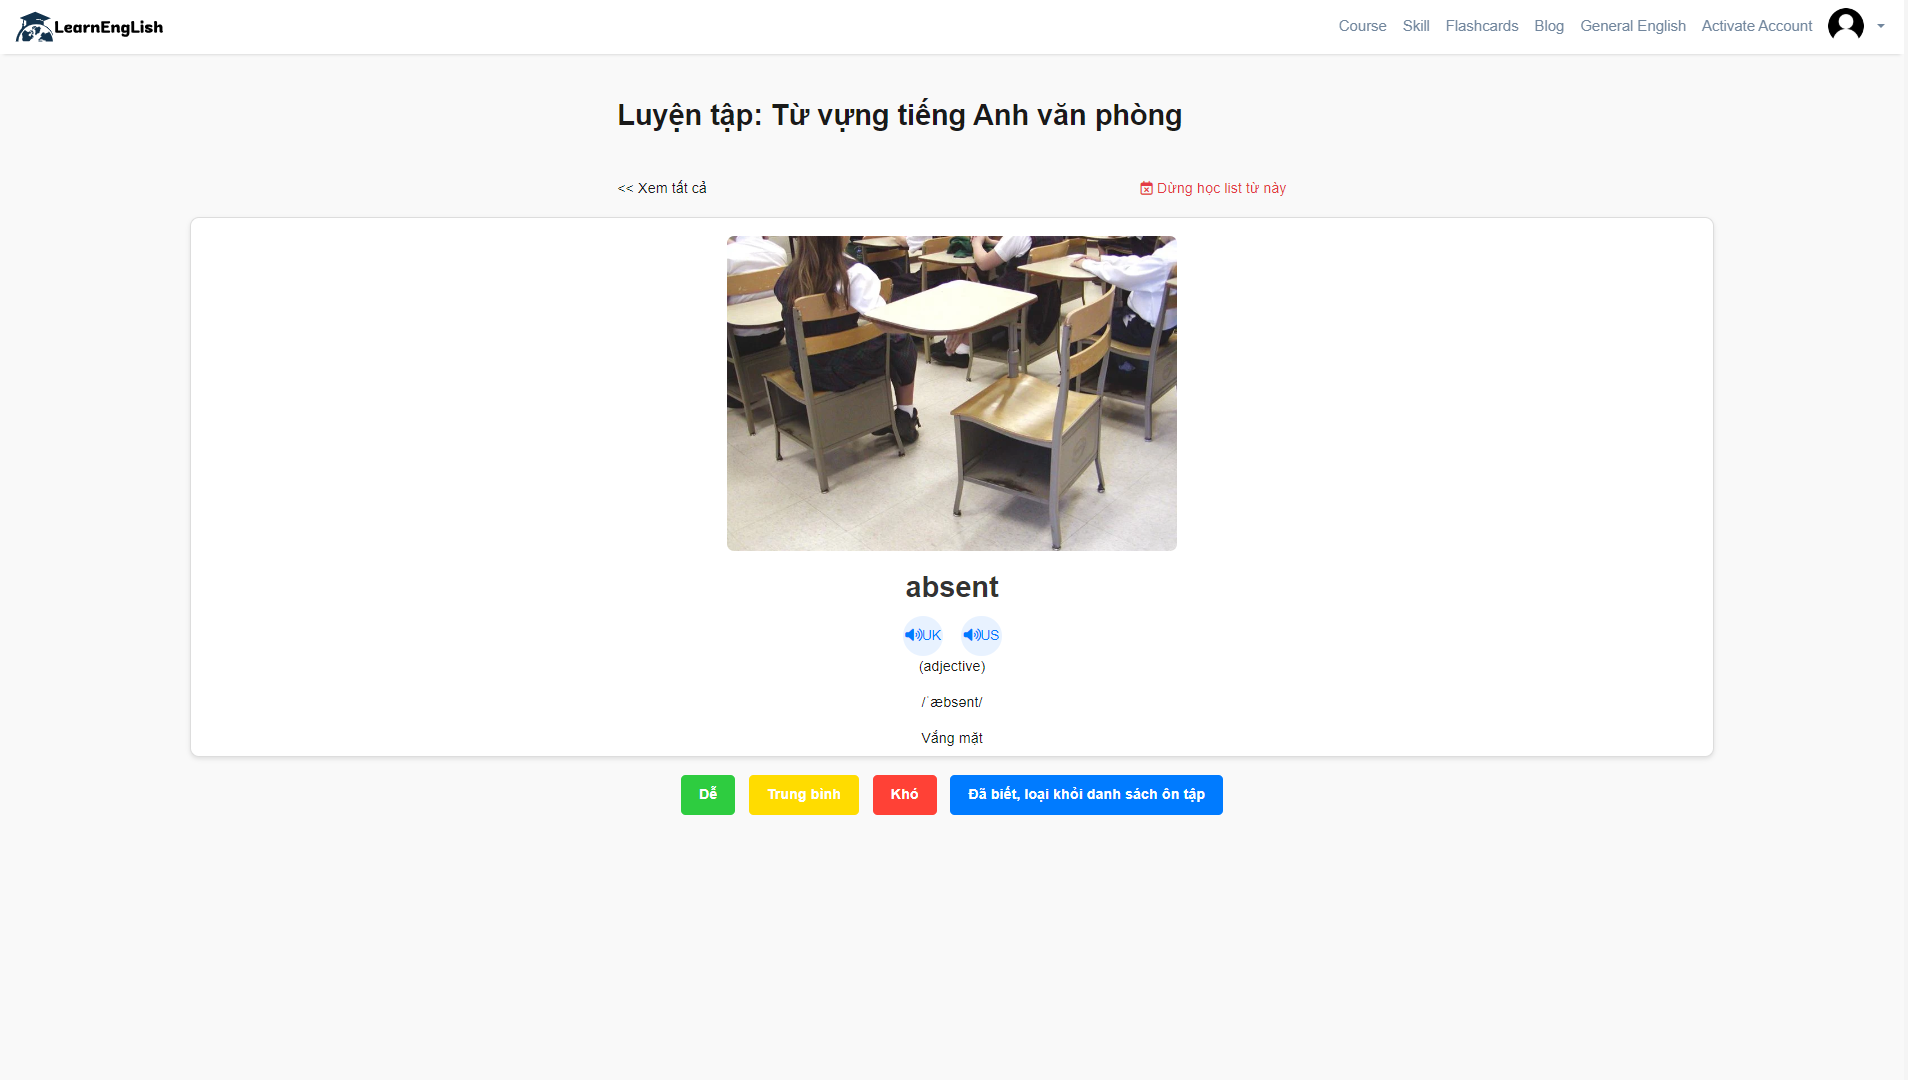 LearnEngLish
Course Skill Flashcards Blog General English Activate Account
Luyện tập: Từ vựng tiếng Anh văn phòng
<< Xem tất cả
Dừng học list từ này
absent
UK US
(adjective)
/ˈæbsənt/
Vắng mặt
Dễ Trung bình Khó Đã biết, loại khỏi danh sách ôn tập